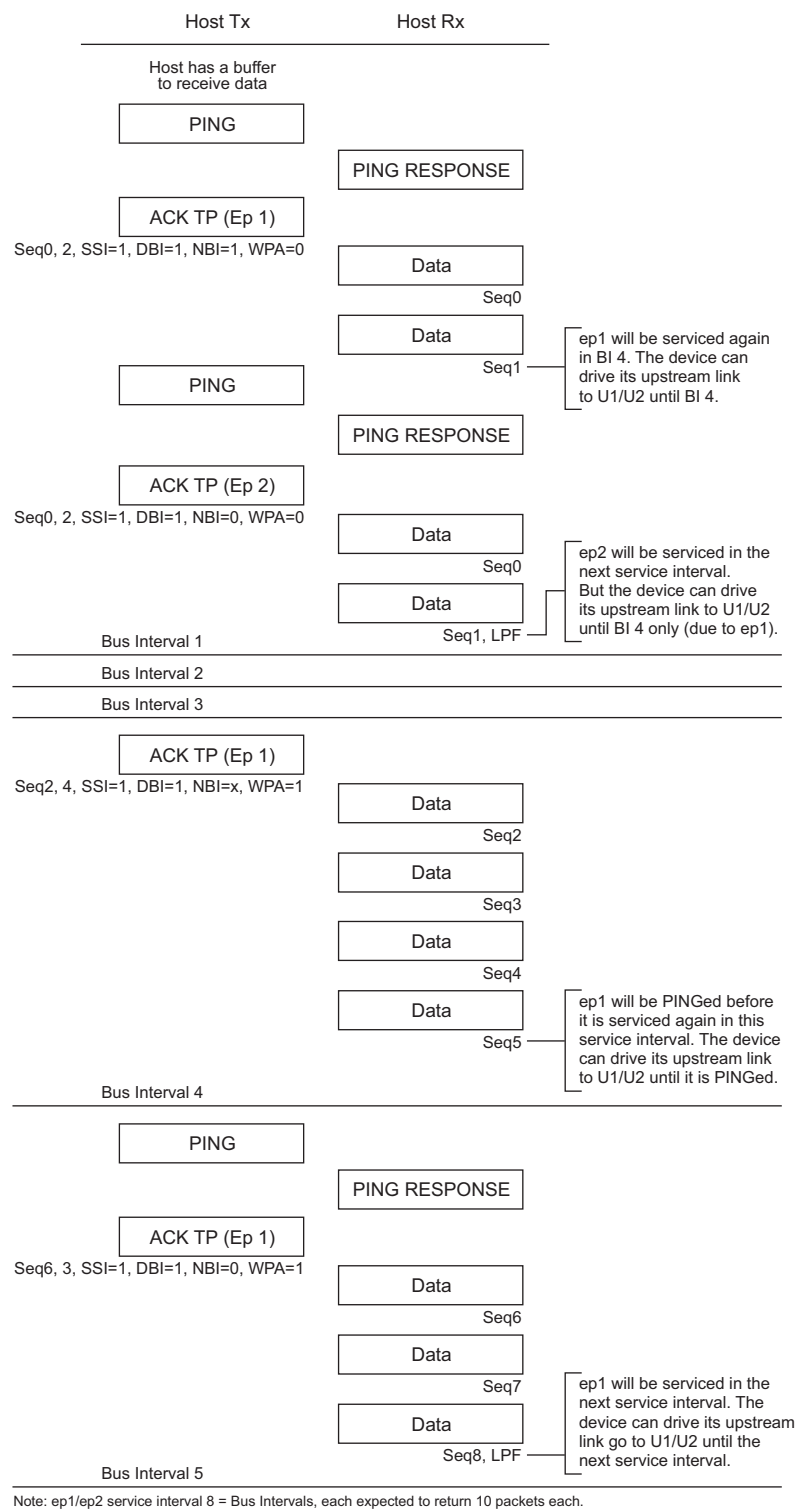 Host Tx Host Rx
Host has a buffer
to receive data
PING
PING RESPONSE
ACK TP (Ep 1)
Seq0, 2, SSI=1, DBI=1, NBI=1, WPA=0
Data
Seq0
Data
Seq1
ep1 will be serviced again
in BI 4. The device can
drive its upstream link
to U1/U2 until BI 4.
PING
PING RESPONSE
ACK TP (Ep 2)
Seq0, 2, SSI=1, DBI=1, NBI=0, WPA=0
Data
Seq0
Data
Seq1, LPF
ep2 will be serviced in the
next service interval.
But the device can drive
its upstream link to U1/U2
until BI 4 only (due to ep1).
Bus Interval 1
Bus Interval 2
Bus Interval 3
ACK TP (Ep 1)
Seq2, 4, SSI=1, DBI=1, NBI=x, WPA=1
Data
Seq2
Data
Seq3
Data
Seq4
Data
Seq5
ep1 will be PINGed before
it is serviced again in this
service interval. The device
can drive its upstream link
to U1/U2 until it is PINGed.
Bus Interval 4
PING
PING RESPONSE
ACK TP (Ep 1)
Seq6, 3, SSI=1, DBI=1, NBI=0, WPA=1
Data
Seq6
Data
Seq7
Data
Seq8, LPF
ep1 will be serviced in the
next service interval. The
device can drive its upstream
link go to U1/U2 until the
next service interval.
Bus Interval 5
Note: ep1/ep2 service interval 8 = Bus Intervals, each expected to return 10 packets each.